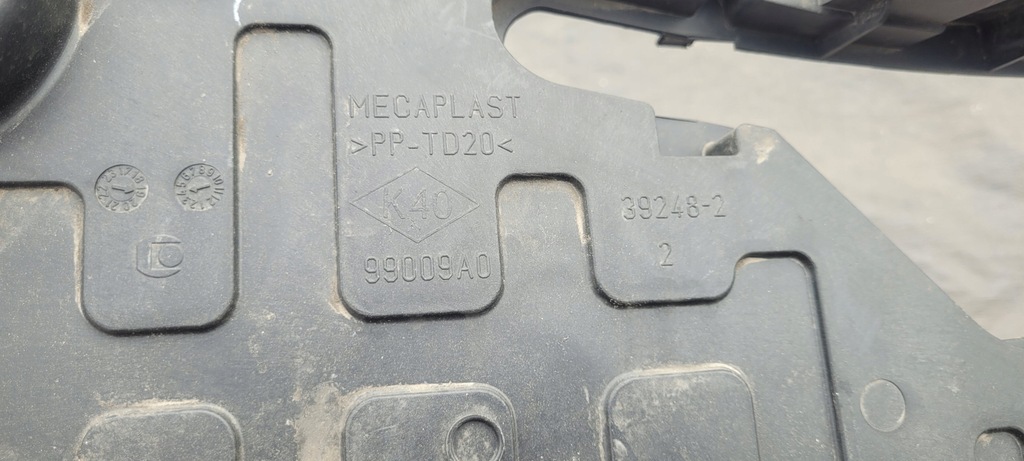 MECAPLAST
>PP-TD20<
K40
99009A0
39248-2
2